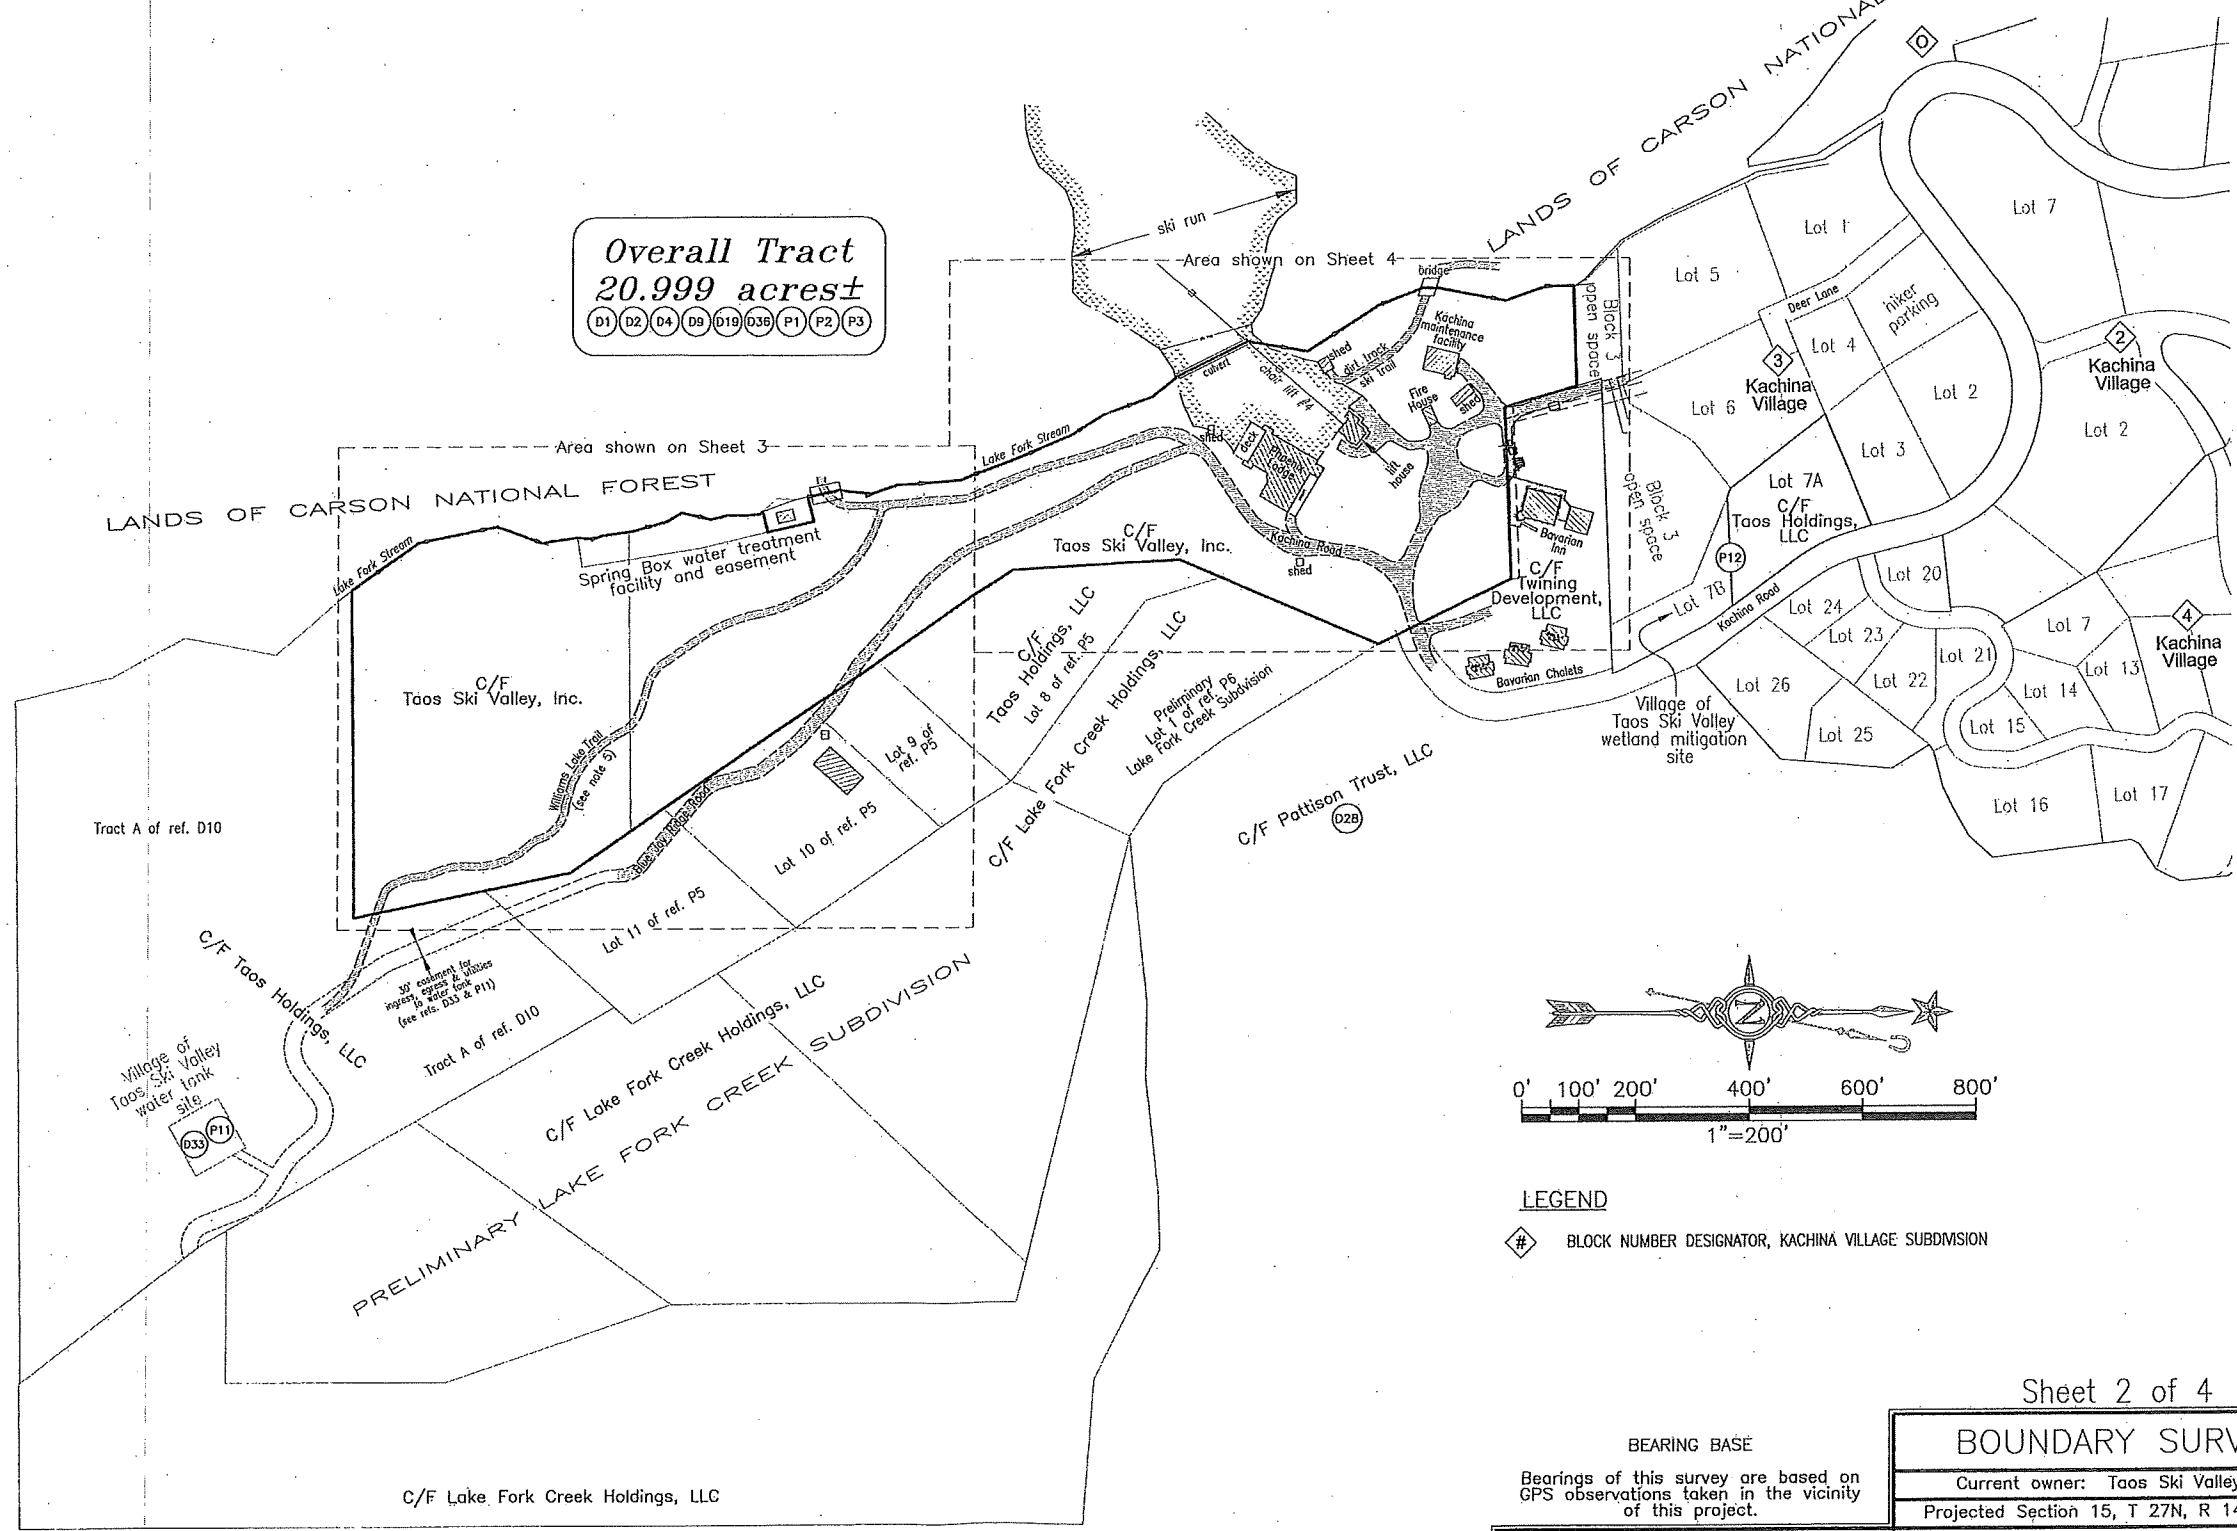 LANDS OF CARSON NATIONAL
0
Overall Tract
20.999 acres±
D1 D2 D4 D9 D19 D36 P1 P2 P3
ski run
Area shown on Sheet 4
bridge
Kachina
maintenance
facility
shed
dirt track
ski trail
culvert
chair lift #4
Fire
House
shed
Block 3
open space
Lot 5
Lot 1
Lot 7
Deer Lane
hiker
parking
Lot 4
3
Kachina
Village
Lot 6
Lot 2
2
Kachina
Village
Lot 2
Lot 3
Area shown on Sheet 3
Lake Fork Stream
shed
deck
Phoenix
Lodge
lift
house
LANDS OF CARSON NATIONAL FOREST
Lake Fork Stream
Spring Box water treatment
facility and easement
C/F
Taos Ski Valley, Inc.
Kachina Road
shed
Bavarian
Inn
C/F
Twining
Development,
LLC
Block 3
open space
Lot 7A
C/F
Taos Holdings,
LLC
P12
Lot 7B
Kachina Road
Lot 20
Lot 24
Lot 23
Lot 21
Lot 22
Lot 26
Lot 25
Lot 7
Lot 13
Lot 14
Lot 15
4
Kachina
Village
Lot 16
Lot 17
Bavarian Chalets
Village of
Taos Ski Valley
wetland mitigation
site
C/F
Taos Ski Valley, Inc.
Williams Lake Trail
(see note 5)
C/F
Taos Holdings, LLC
Lot 8 of ref. P5
C/F Lake Fork Creek Holdings, LLC
Preliminary
Lot 1 of ref. P6
Lake Fork Creek Subdivision
Lot 9 of
ref. P5
Lot 10 of ref. P5
Blue Jay Ridge Road
Lot 11 of ref. P5
C/F Pattison Trust, LLC
D28
Tract A of ref. D10
C/F Taos Holdings, LLC
30' easement for
ingress, egress & utilities
to water tank
(see refs. D33 & P11)
Tract A of ref. D10
Village of
Taos Ski Valley
water tank
site
D33 P11
C/F Lake Fork Creek Holdings, LLC
PRELIMINARY LAKE FORK CREEK SUBDIVISION
N
0' 100' 200' 400' 600' 800'
1"=200'
LEGEND
# BLOCK NUMBER DESIGNATOR, KACHINA VILLAGE SUBDIVISION
C/F Lake Fork Creek Holdings, LLC
BEARING BASE
Bearings of this survey are based on
GPS observations taken in the vicinity
of this project.
Sheet 2 of 4
BOUNDARY SURV
Current owner: Taos Ski Valley
Projected Section 15, T 27N, R 14